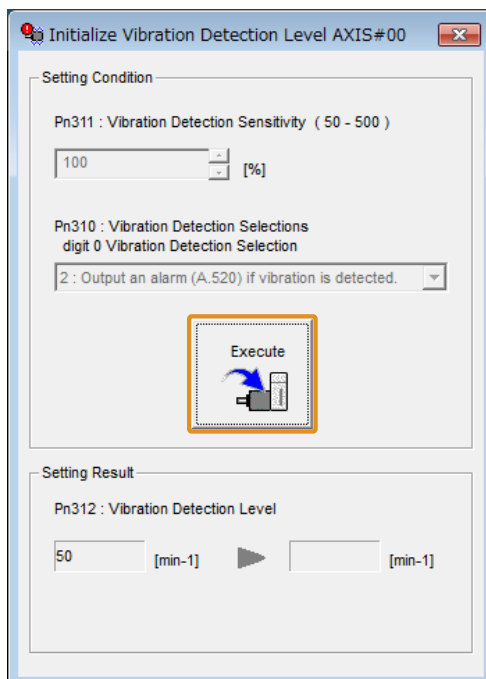 Initialize Vibration Detection Level AXIS#00
Setting Condition
Pn311 : Vibration Detection Sensitivity ( 50 - 500 )
100 [%]
Pn310 : Vibration Detection Selections
digit 0 Vibration Detection Selection
2 : Output an alarm (A.520) if vibration is detected.
Execute
Setting Result
Pn312 : Vibration Detection Level
50 [min-1] [min-1]